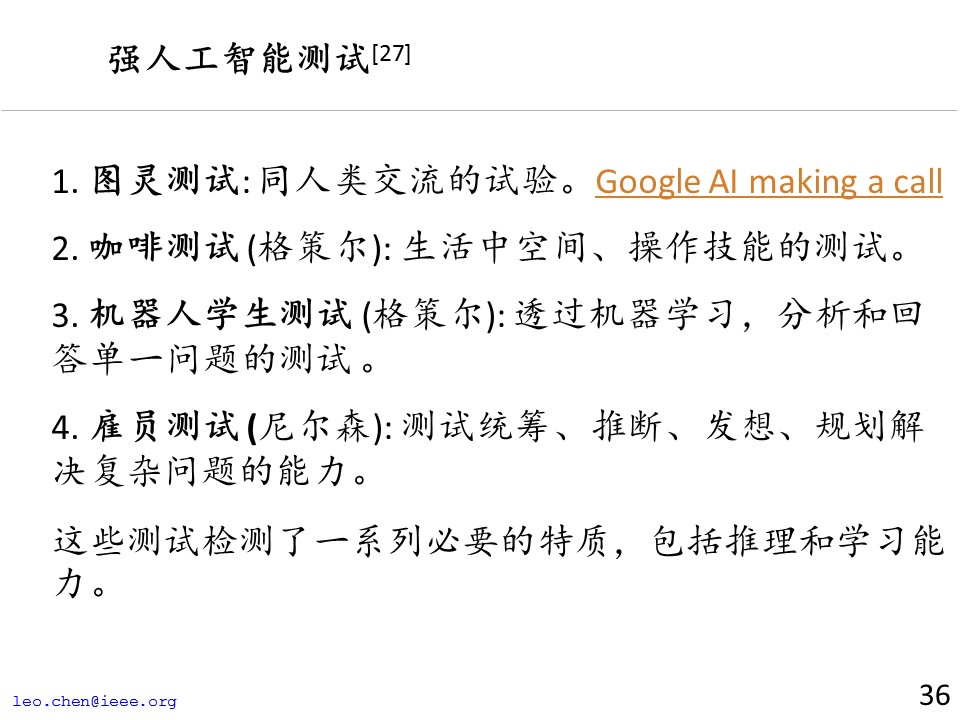 强人工智能测试[27]
1. 图灵测试: 同人类交流的试验。Google AI making a call
2. 咖啡测试 (格策尔): 生活中空间、操作技能的测试。
3. 机器人学生测试 (格策尔): 透过机器学习，分析和回
答单一问题的测试 。
4. 雇员测试 (尼尔森): 测试统筹、推断、发想、规划解
决复杂问题的能力。
这些测试检测了一系列必要的特质，包括推理和学习能
力。
leo.chen@ieee.org
36